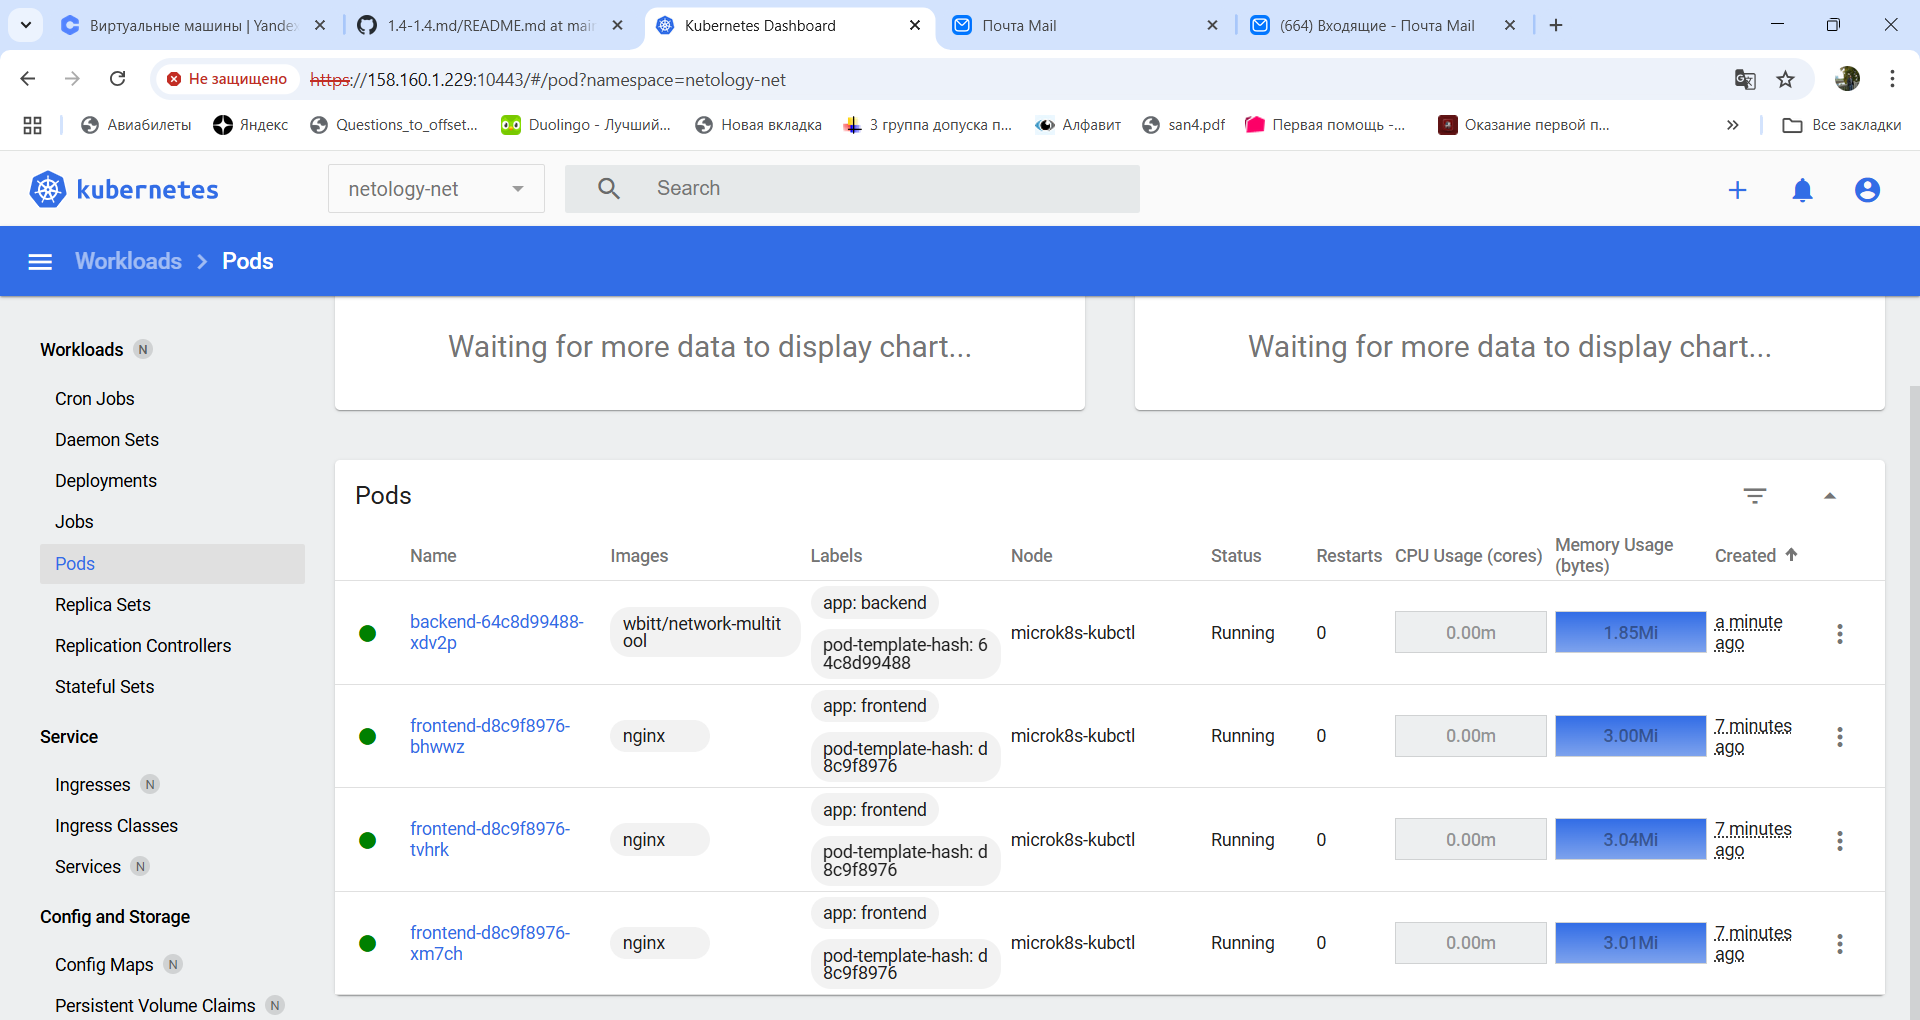 Виртуальные машины | Yande
1.4-1.4.md/README.md at mai
Kubernetes Dashboard
Почта Mail
(664) Входящие - Почта Mail
Не защищено
https://158.160.1.229:10443/#/pod?namespace=netology-net
Авиабилеты
Яндекс
Questions_to_offset...
Duolingo - Лучший...
Новая вкладка
3 группа допуска п...
Алфавит
san4.pdf
Первая помощь -...
Оказание первой п...
»
Все закладки
kubernetes
netology-net
Search
Workloads > Pods
Waiting for more data to display chart...
Waiting for more data to display chart...
Workloads N
Cron Jobs
Daemon Sets
Deployments
Jobs
Pods
Replica Sets
Replication Controllers
Stateful Sets
Service
Ingresses N
Ingress Classes
Services N
Config and Storage
Config Maps N
Persistent Volume Claims N
Pods
Name
Images
Labels
Node
Status
Restarts
CPU Usage (cores)
Memory Usage
(bytes)
Created
backend-64c8d99488-
xdv2p
wbitt/network-multit
ool
app: backend
pod-template-hash: 6
4c8d99488
microk8s-kubctl
Running
0
0.00m
1.85Mi
a minute
ago
frontend-d8c9f8976-
bhwwz
nginx
app: frontend
pod-template-hash: d
8c9f8976
microk8s-kubctl
Running
0
0.00m
3.00Mi
7 minutes
ago
frontend-d8c9f8976-
tvhrk
nginx
app: frontend
pod-template-hash: d
8c9f8976
microk8s-kubctl
Running
0
0.00m
3.04Mi
7 minutes
ago
frontend-d8c9f8976-
xm7ch
nginx
app: frontend
pod-template-hash: d
8c9f8976
microk8s-kubctl
Running
0
0.00m
3.01Mi
7 minutes
ago